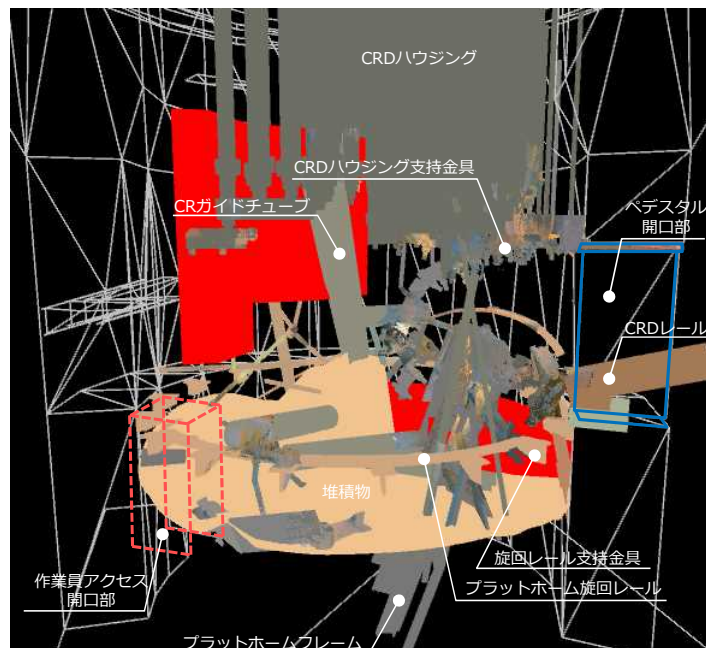 CRDハウジング
CRDハウジング支持金具
CRガイドチューブ
ペデスタル
開口部
CRDレール
堆積物
旋回レール支持金具
プラットホーム旋回レール
作業員アクセス
開口部
プラットホームフレーム